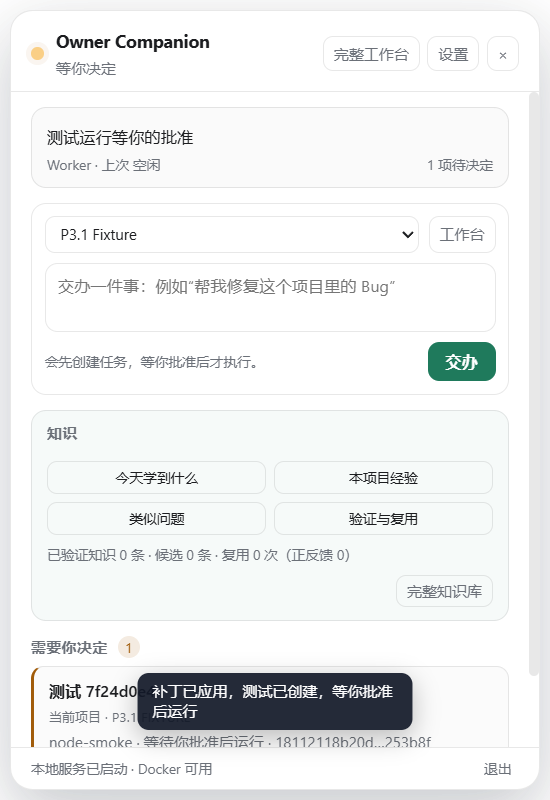 Owner Companion
等你决定
完整工作台
设置
×
测试运行等你的批准
Worker · 上次 空闲
1 项待决定
P3.1 Fixture
工作台
交办一件事：例如“帮我修复这个项目里的 Bug”
会先创建任务，等你批准后才执行。
交办
知识
今天学到什么
本项目经验
类似问题
验证与复用
已验证知识 0 条 · 候选 0 条 · 复用 0 次（正反馈 0）
完整知识库
需要你决定
1
测试 7f24d0
当前项目 · P3.1
补丁已应用，测试已创建，等你批准
后运行
node-smoke · 等待你批准后运行 · 18112118b20d…253b8f
本地服务已启动 · Docker 可用
退出